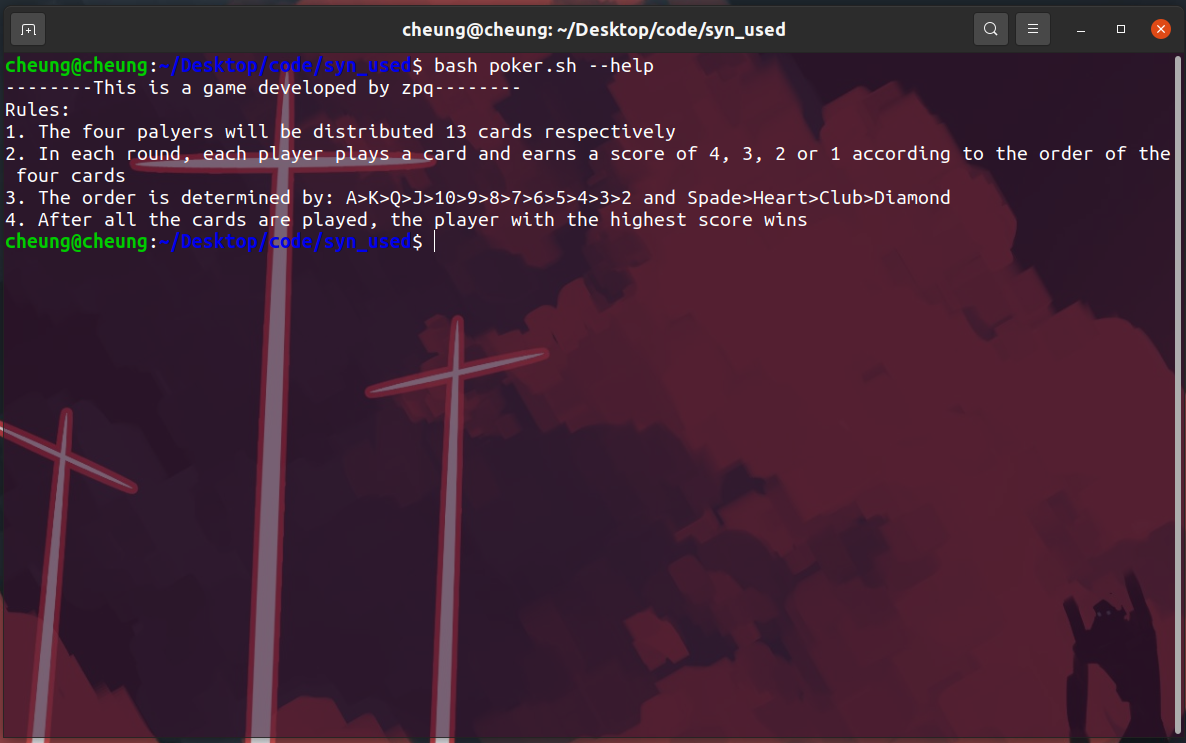 cheung@cheung: ~/Desktop/code/syn_used
cheung@cheung:~/Desktop/code/syn_used$ bash poker.sh --help
--------This is a game developed by zpq--------
Rules:
1. The four palyers will be distributed 13 cards respectively
2. In each round, each player plays a card and earns a score of 4, 3, 2 or 1 according to the order of the
 four cards
3. The order is determined by: A>K>Q>J>10>9>8>7>6>5>4>3>2 and Spade>Heart>Club>Diamond
4. After all the cards are played, the player with the highest score wins
cheung@cheung:~/Desktop/code/syn_used$